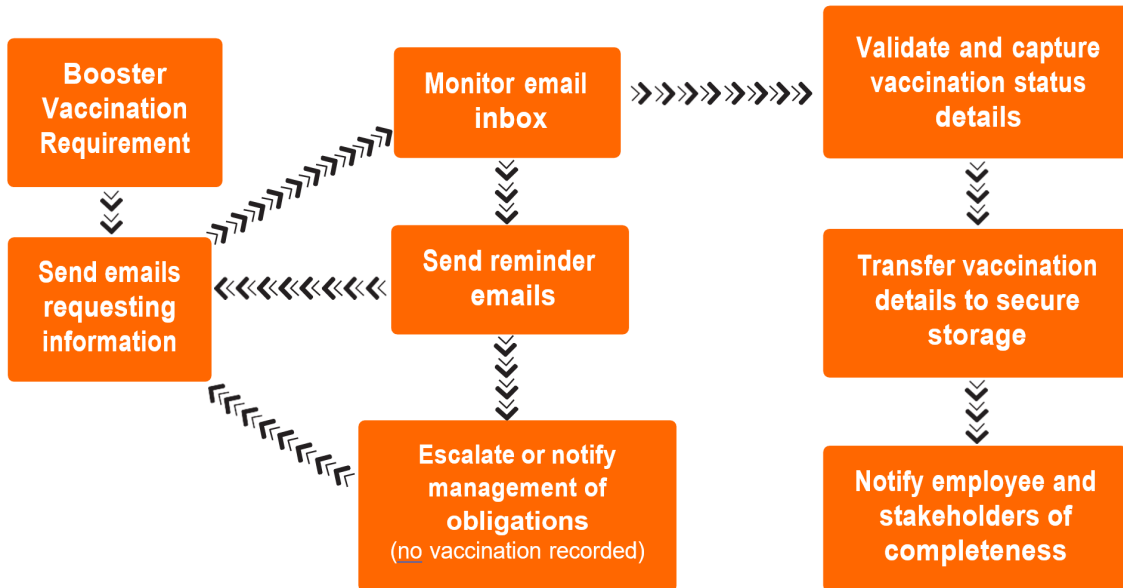 Booster
Vaccination
Requirement
Send emails
requesting
information
Monitor email
inbox
Send reminder
emails
Escalate or notify
management of
obligations
(no vaccination recorded)
Validate and capture
vaccination status
details
Transfer vaccination
details to secure
storage
Notify employee and
stakeholders of
completeness